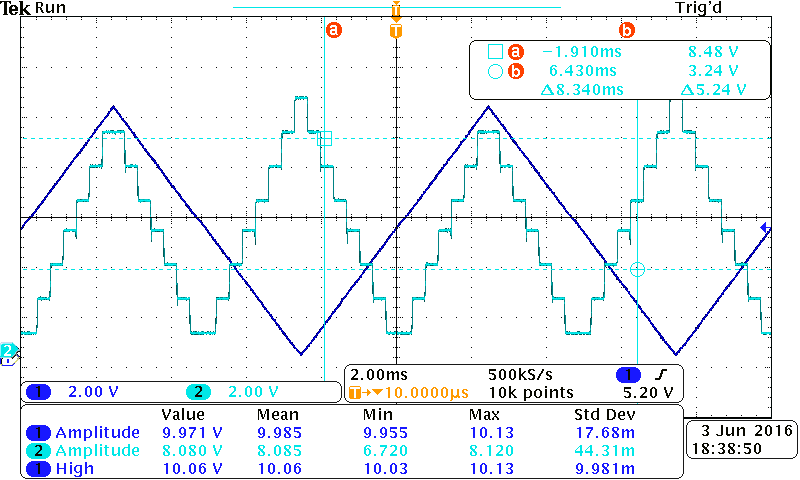 Tek Run Trig'd
T
a b
T
a −1.910ms 8.48 V
b 6.430ms 3.24 V
Δ8.340ms Δ5.24 V
2
1
1 2.00 V 2 2.00 V
2.00ms 500kS/s 1
T→▼10.0000µs 10k points 5.20 V
Value Mean Min Max Std Dev
1 Amplitude 9.971 V 9.985 9.955 10.13 17.68m
2 Amplitude 8.080 V 8.085 6.720 8.120 44.31m
1 High 10.06 V 10.06 10.03 10.13 9.981m
3 Jun 2016
18:38:50